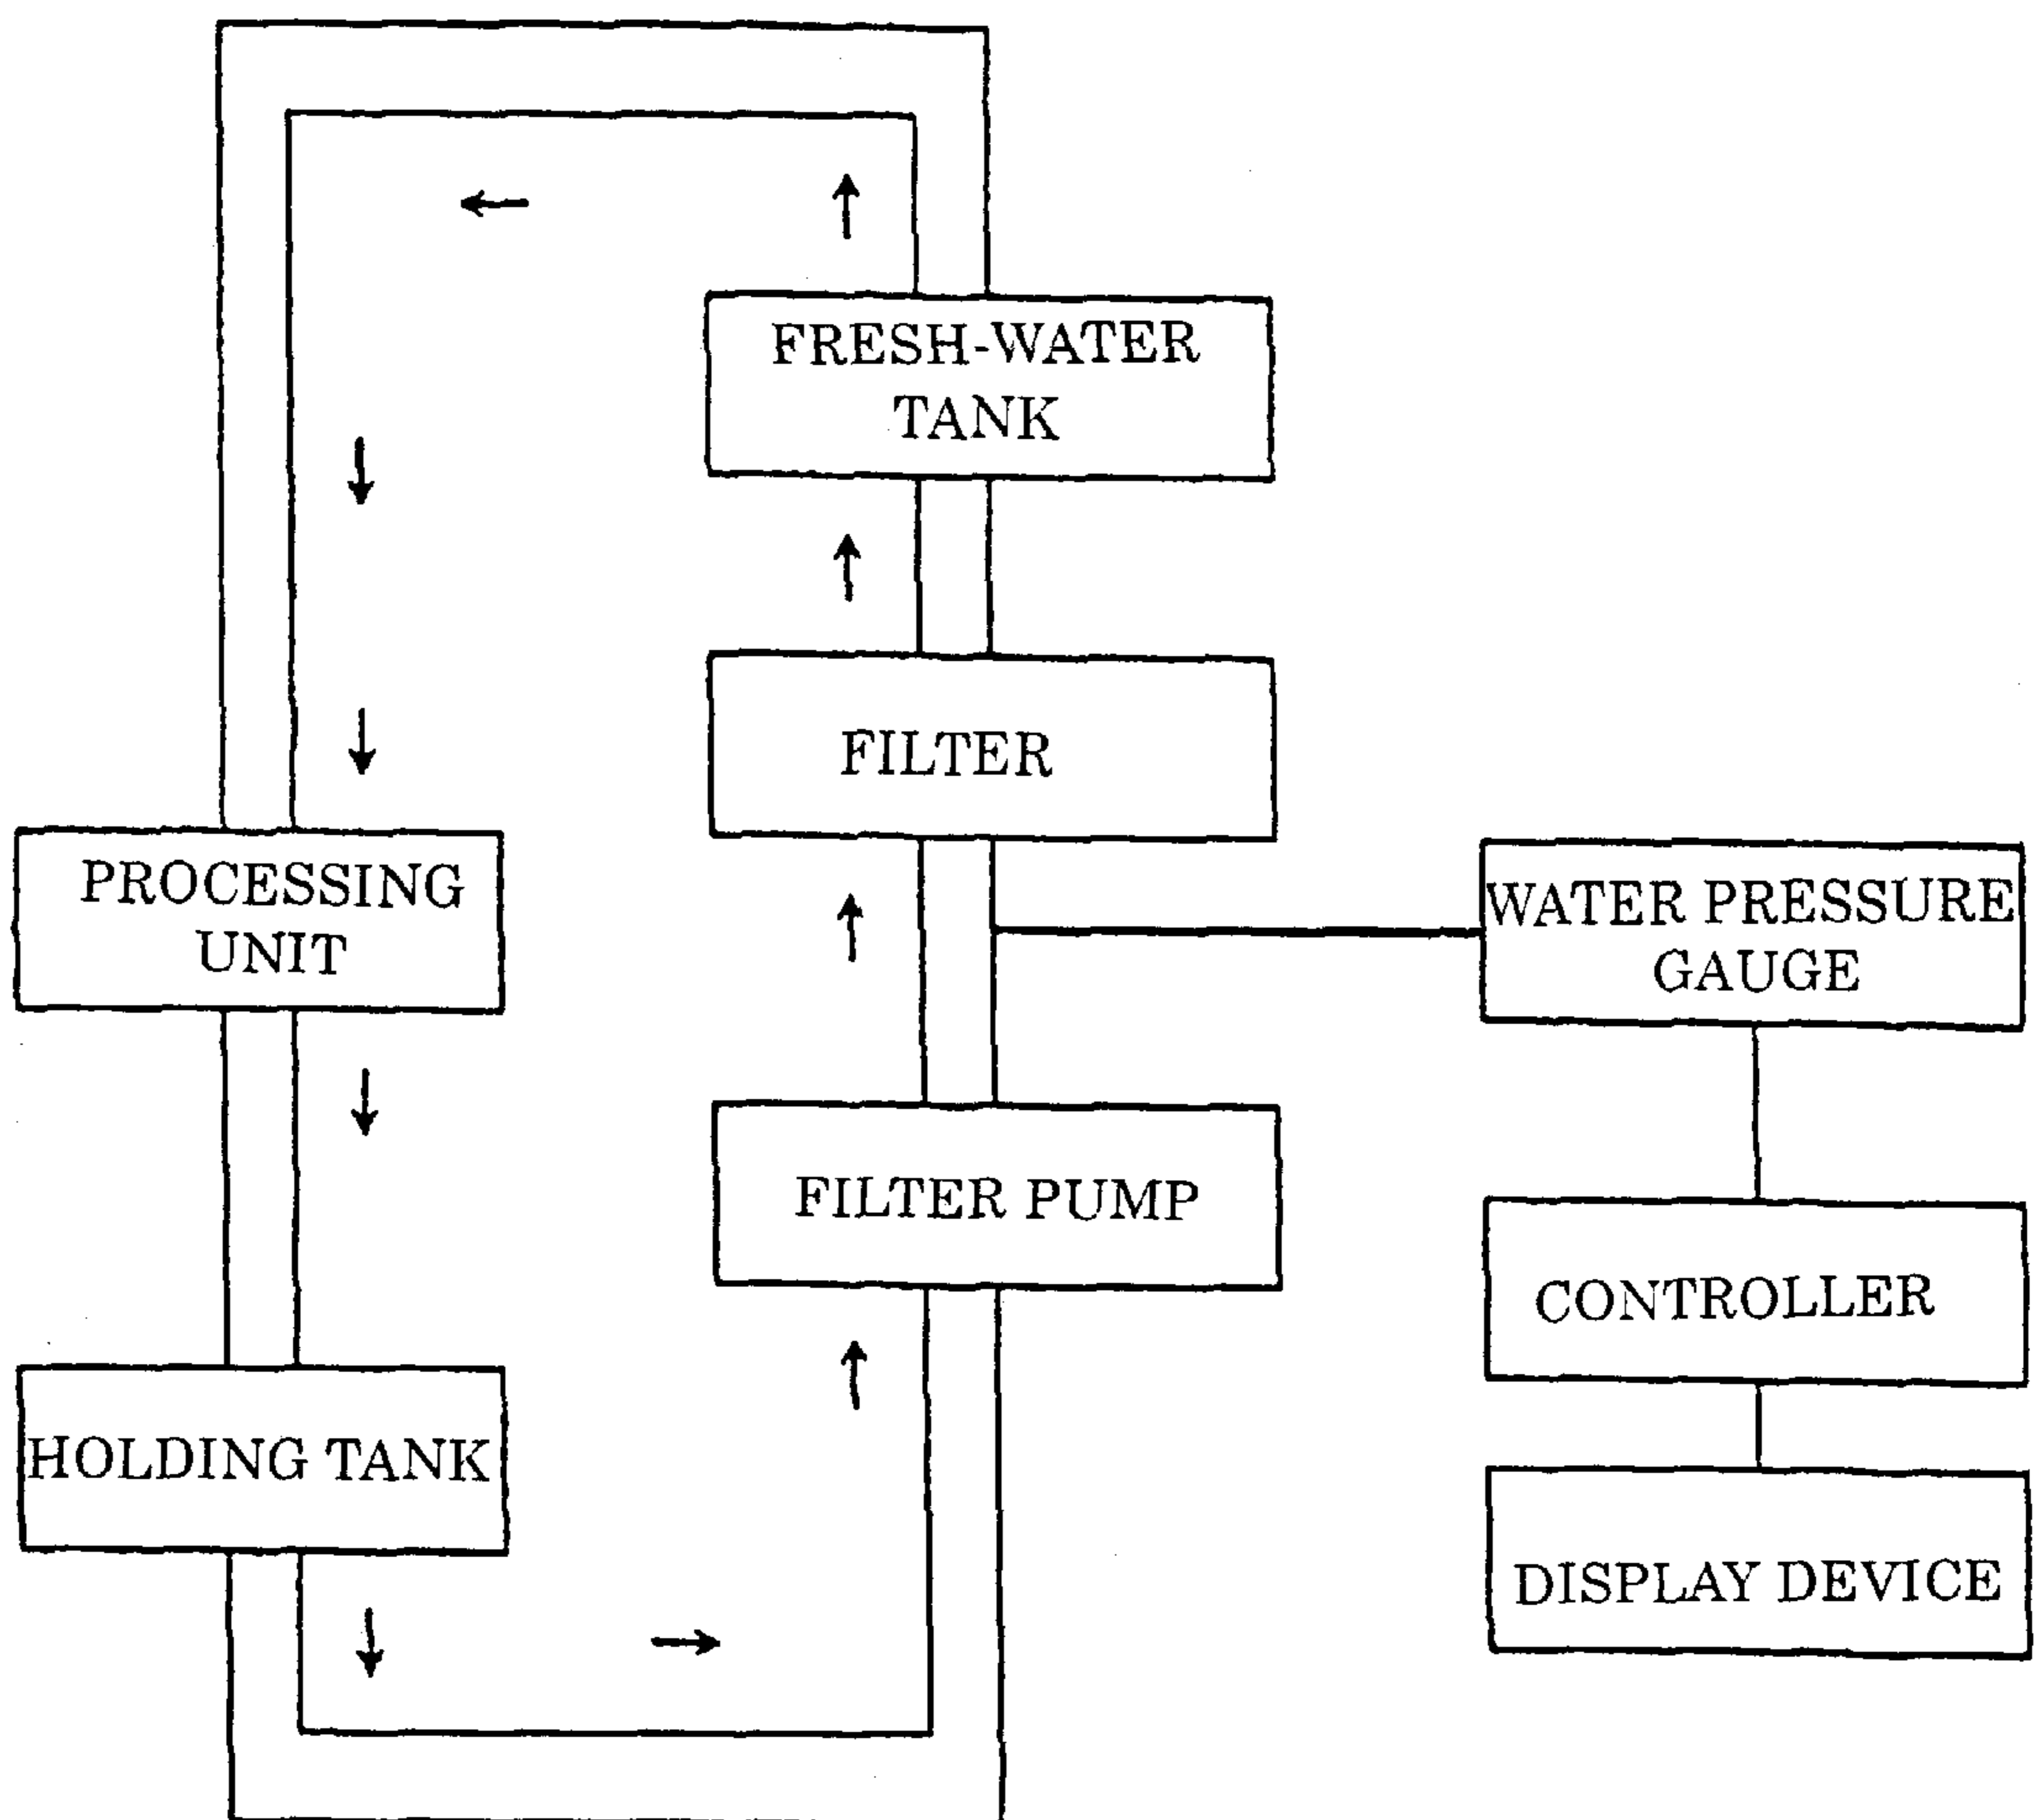 FRESH-WATER
TANK
FILTER
PROCESSING
UNIT
WATER PRESSURE
GAUGE
FILTER PUMP
CONTROLLER
HOLDING TANK
DISPLAY DEVICE